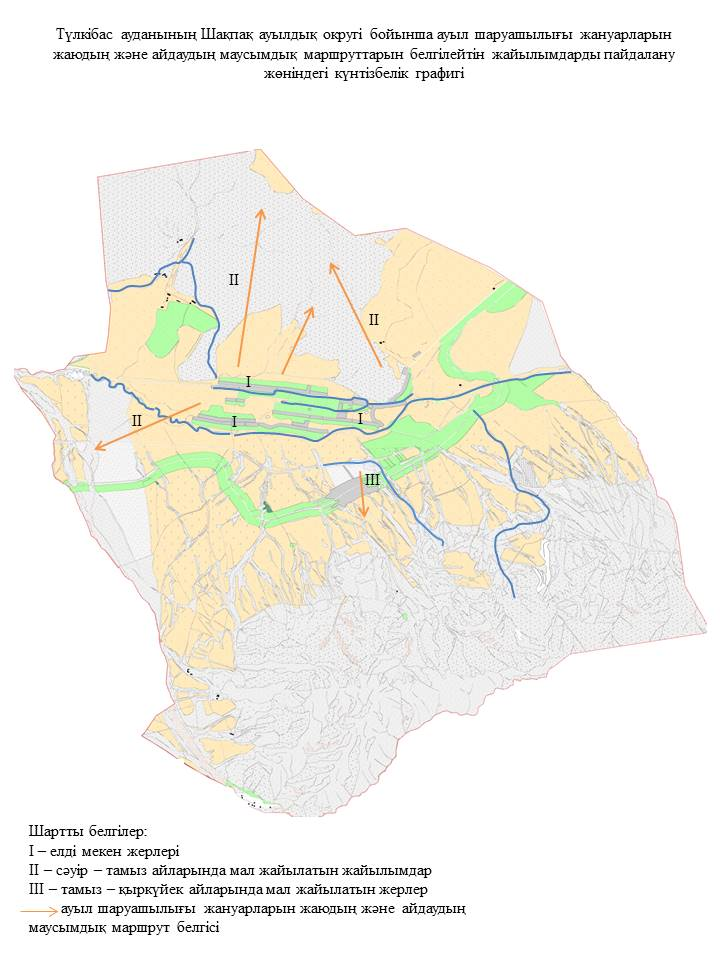 Түлкібас ауданының Шақпақ ауылдық округі бойынша ауыл шаруашылығы жануарларын
жаюдың және айдаудың маусымдық маршруттарын белгілейтін жайылымдарды пайдалану
жөніндегі күнтізбелік графигі
II
II
I
I
I
II
III
Шартты белгілер:
I – елді мекен жерлері
II – сәуір – тамыз айларында мал жайылатын жайылымдар
III – тамыз – қыркүйек айларында мал жайылатын жерлер
ауыл шаруашылығы жануарларын жаюдың және айдаудың
маусымдық маршрут белгісі